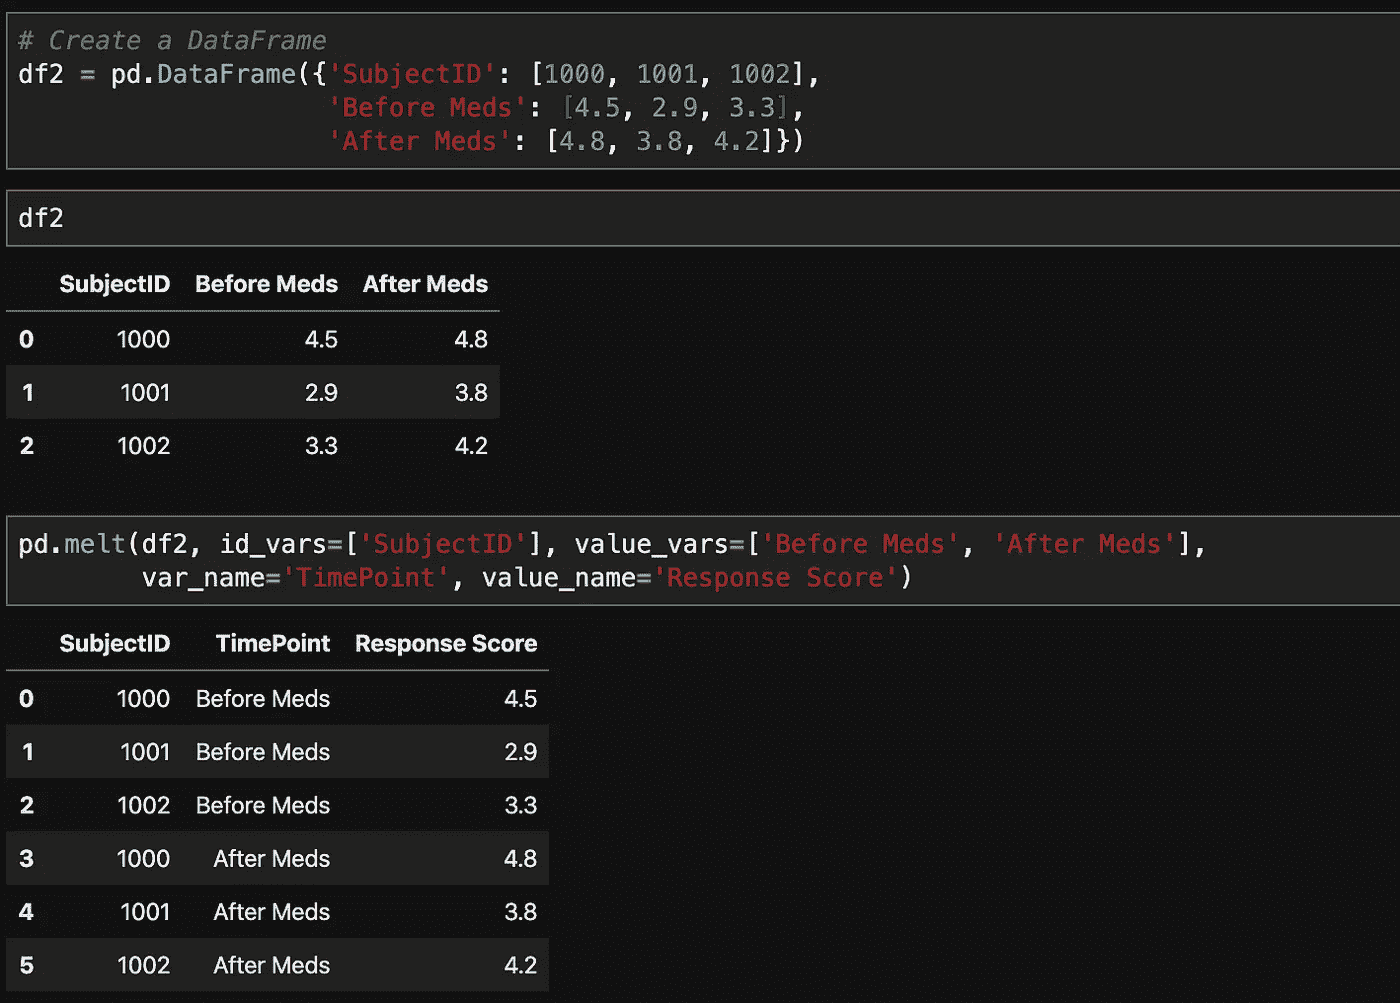 # Create a DataFrame
df2 = pd.DataFrame({'SubjectID': [1000, 1001, 1002],
                    'Before Meds': [4.5, 2.9, 3.3],
                    'After Meds': [4.8, 3.8, 4.2]})
df2
SubjectID Before Meds After Meds
0 1000 4.5 4.8
1 1001 2.9 3.8
2 1002 3.3 4.2
pd.melt(df2, id_vars=['SubjectID'], value_vars=['Before Meds', 'After Meds'],
        var_name='TimePoint', value_name='Response Score')
SubjectID TimePoint Response Score
0 1000 Before Meds 4.5
1 1001 Before Meds 2.9
2 1002 Before Meds 3.3
3 1000 After Meds 4.8
4 1001 After Meds 3.8
5 1002 After Meds 4.2